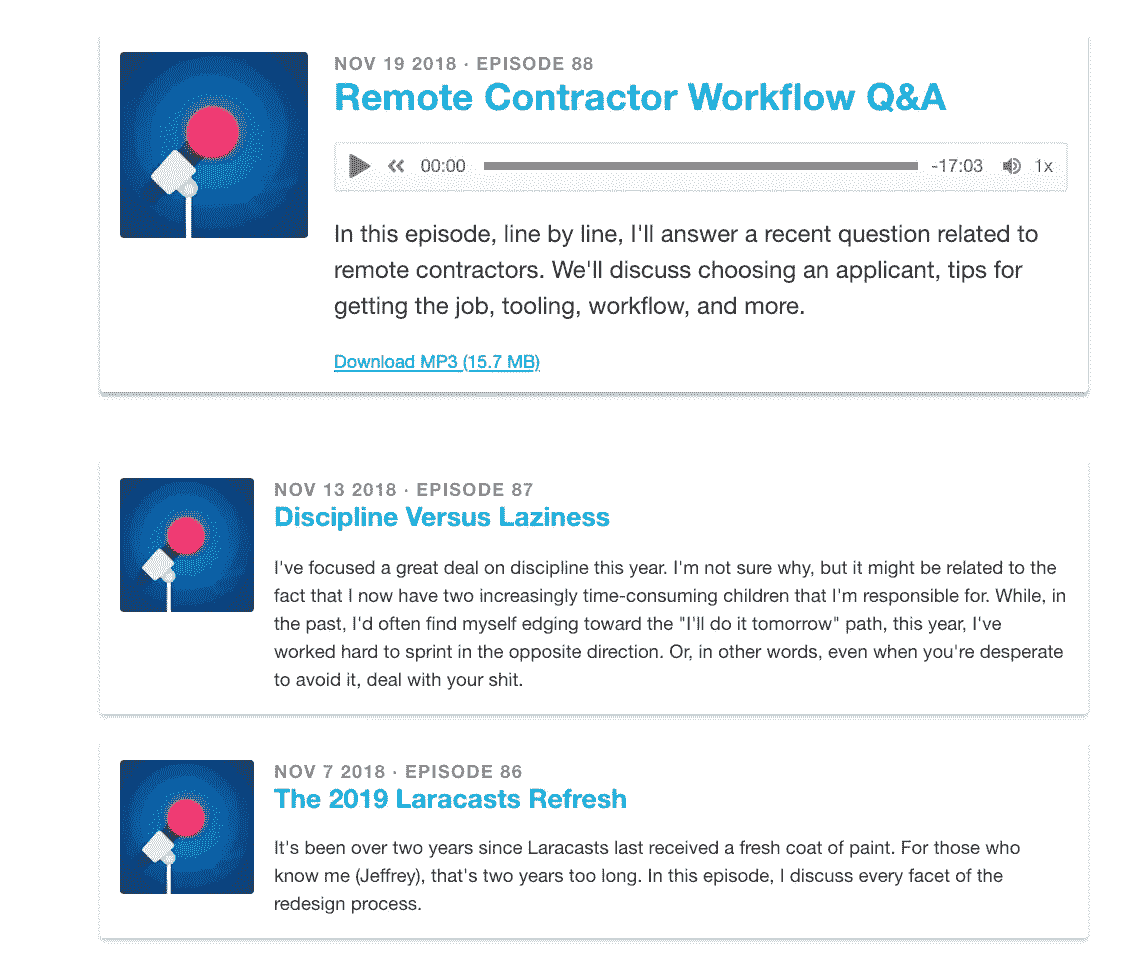 NOV 19 2018 · EPISODE 88
Remote Contractor Workflow Q&A
00:00 -17:03 1x
In this episode, line by line, I'll answer a recent question related to
remote contractors. We'll discuss choosing an applicant, tips for
getting the job, tooling, workflow, and more.
Download MP3 (15.7 MB)
NOV 13 2018 · EPISODE 87
Discipline Versus Laziness
I've focused a great deal on discipline this year. I'm not sure why, but it might be related to the
fact that I now have two increasingly time-consuming children that I'm responsible for. While, in
the past, I'd often find myself edging toward the "I'll do it tomorrow" path, this year, I've
worked hard to sprint in the opposite direction. Or, in other words, even when you're desperate
to avoid it, deal with your shit.
NOV 7 2018 · EPISODE 86
The 2019 Laracasts Refresh
It's been over two years since Laracasts last received a fresh coat of paint. For those who
know me (Jeffrey), that's two years too long. In this episode, I discuss every facet of the
redesign process.